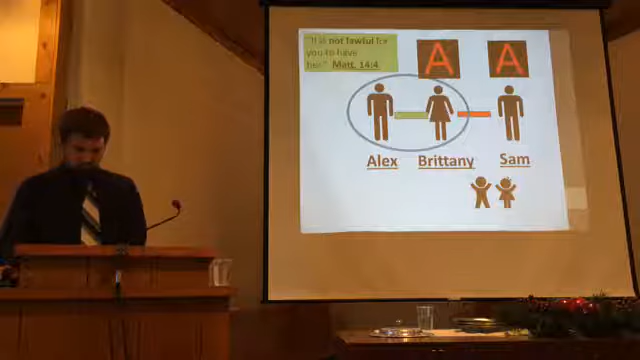 "It is not lawful for
you to have
her." Matt. 14:4
A A
Alex Brittany Sam